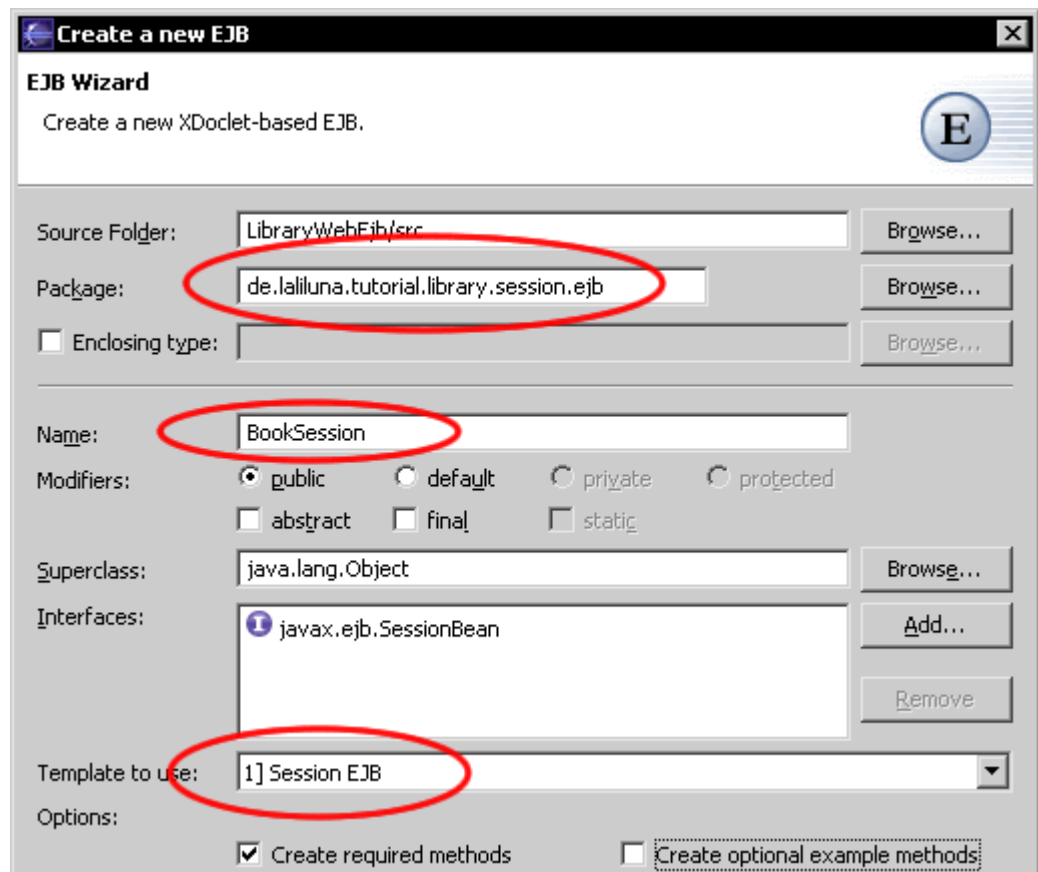 Create a new EJB
EJB Wizard
Create a new XDoclet-based EJB.
E
Source Folder: LibraryWebEjb/src Browse...
Package: de.laliluna.tutorial.library.session.ejb Browse...
Enclosing type: Browse...
Name: BookSession
Modifiers: public default private protected
abstract final static
Superclass: java.lang.Object Browse...
Interfaces: I javax.ejb.SessionBean Add...
Remove
Template to use: 1] Session EJB
Options:
Create required methods Create optional example methods